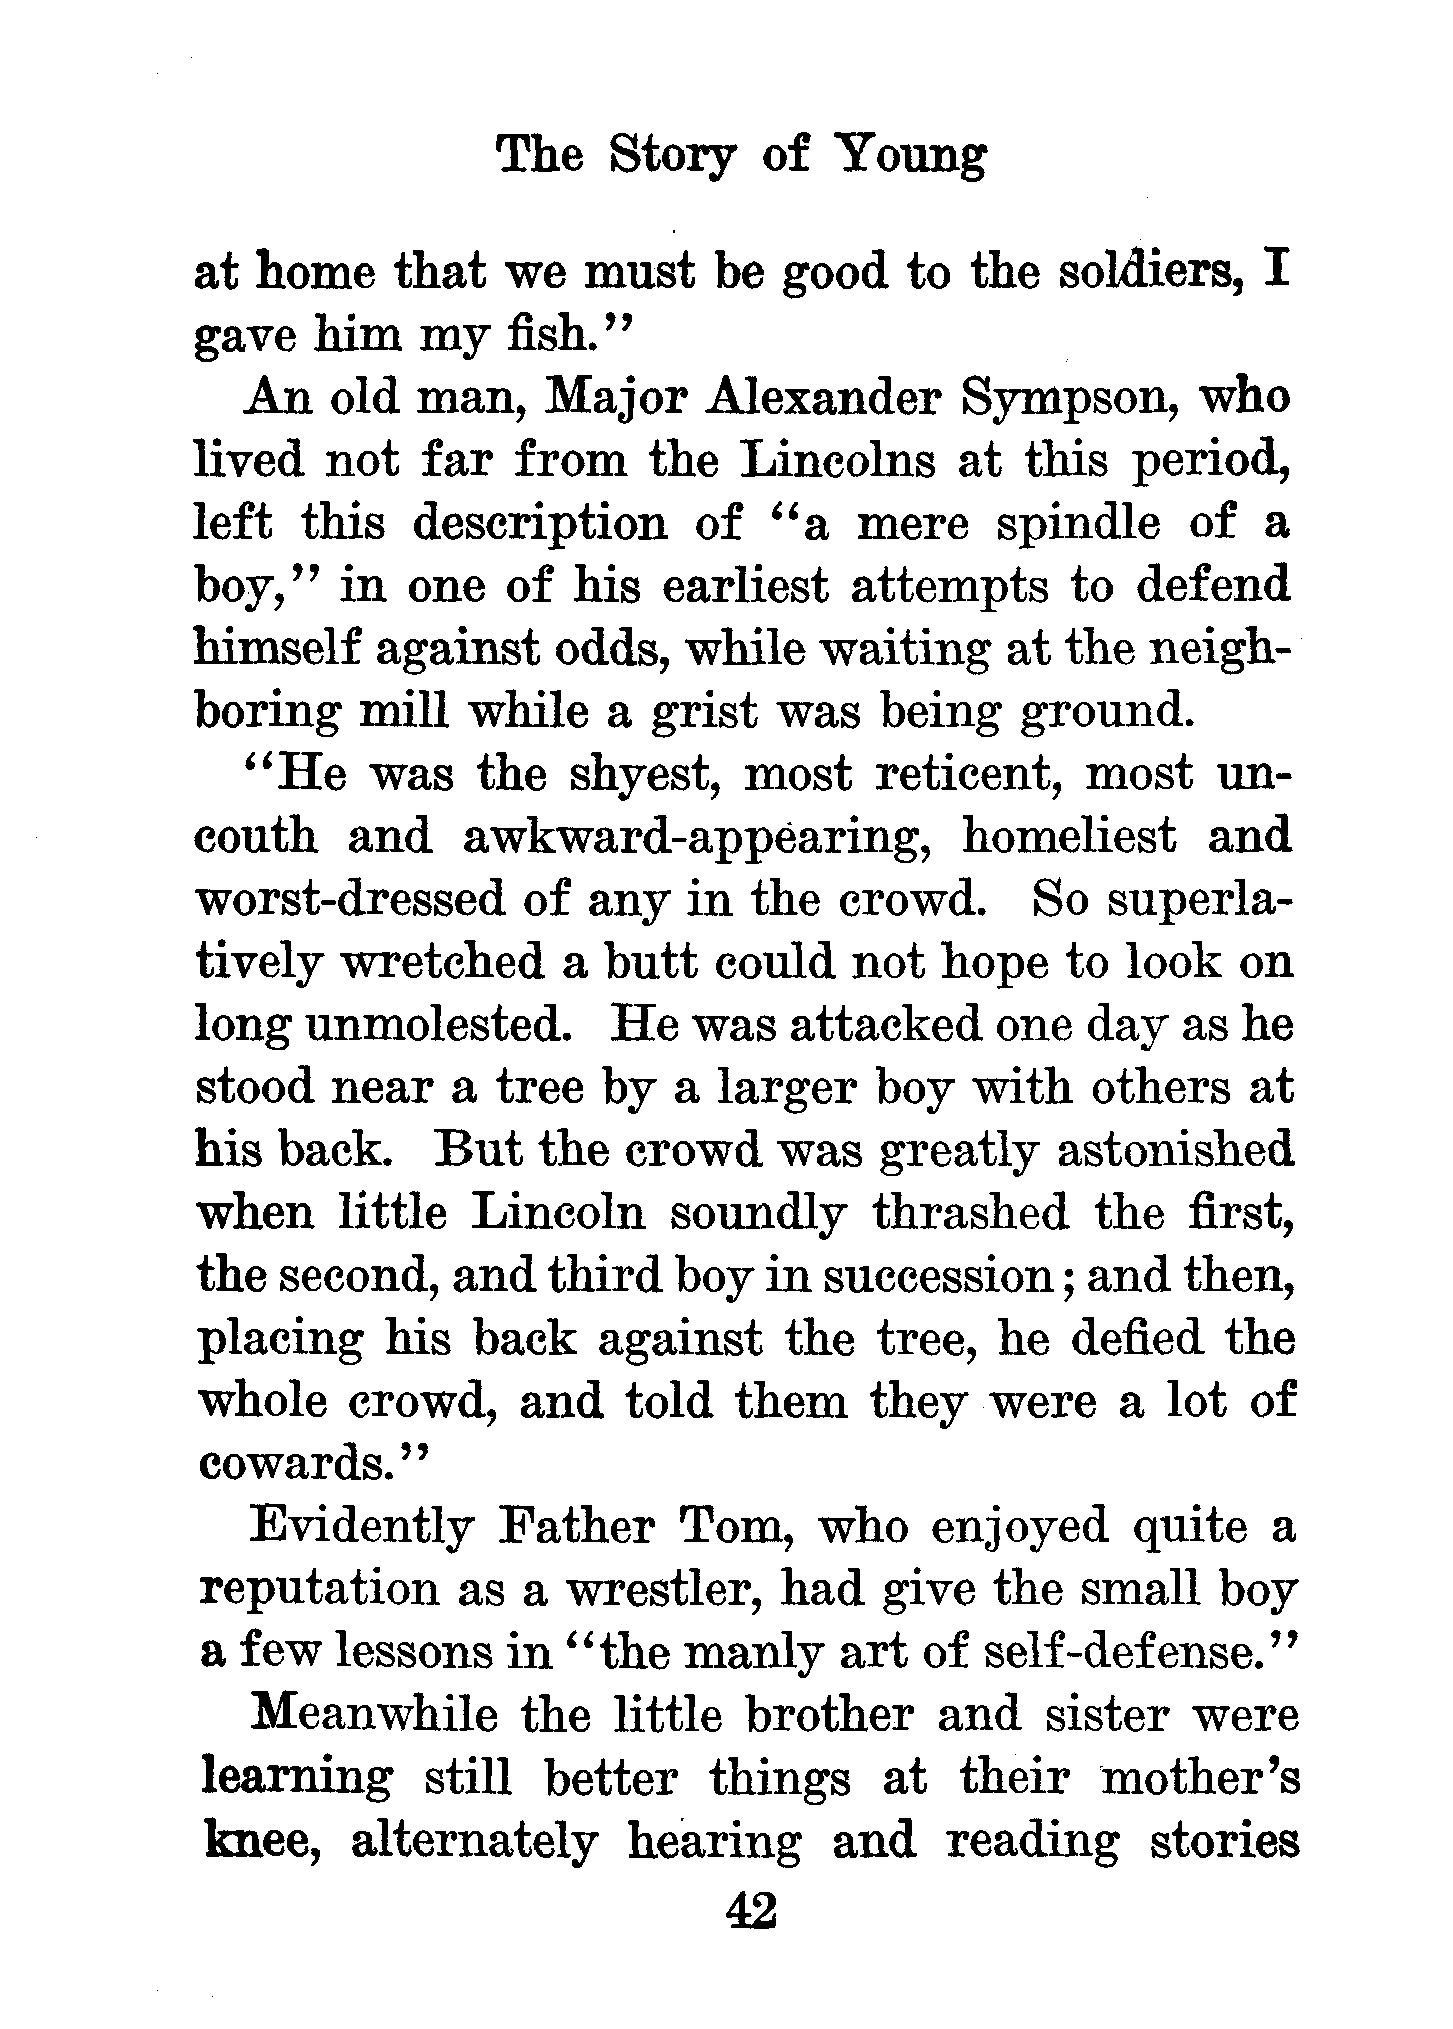 The Story of Young
at home that we must be good to the soldiers, I
gave him my fish."
An old man, Major Alexander Sympson, who
lived not far from the Lincolns at this period,
left this description of "a mere spindle of a
boy," in one of his earliest attempts to defend
himself against odds, while waiting at the neigh-
boring mill while a grist was being ground.
"He was the shyest, most reticent, most un-
couth and awkward-appearing, homeliest and
worst-dressed of any in the crowd. So superla-
tively wretched a butt could not hope to look on
long unmolested. He was attacked one day as he
stood near a tree by a larger boy with others at
his back. But the crowd was greatly astonished
when little Lincoln soundly thrashed the first,
the second, and third boy in succession; and then,
placing his back against the tree, he defied the
whole crowd, and told them they were a lot of
cowards."
Evidently Father Tom, who enjoyed quite a
reputation as a wrestler, had give the small boy
a few lessons in "the manly art of self-defense."
Meanwhile the little brother and sister were
learning still better things at their mother's
knee, alternately hearing and reading stories
42